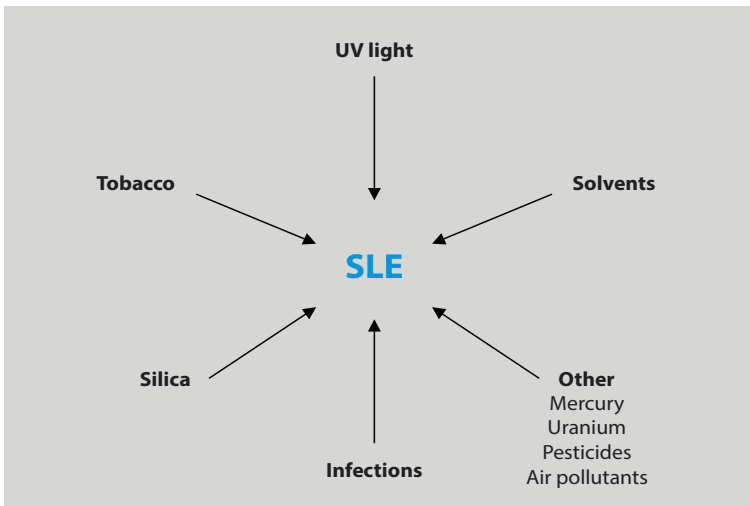 UV light
Tobacco
Solvents
SLE
Silica
Other
Mercury
Uranium
Pesticides
Air pollutants
Infections